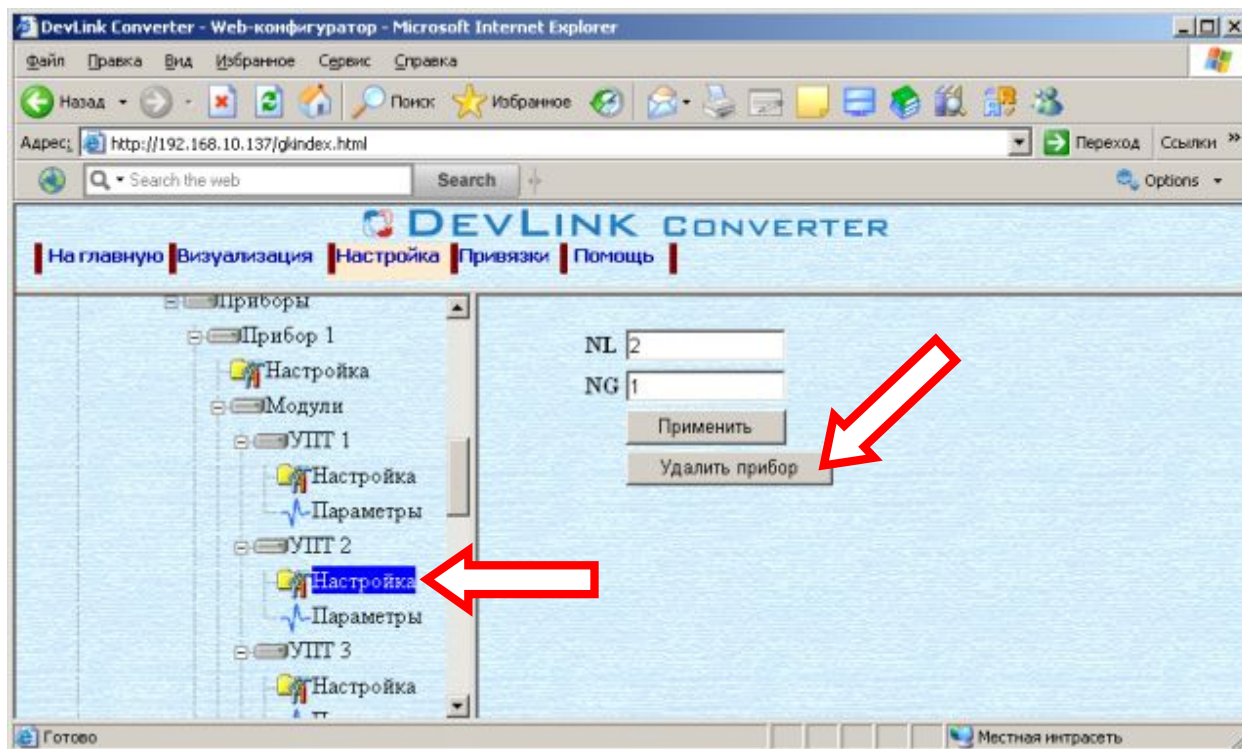 DevLink Converter - Web-конфигуратор - Microsoft Internet Explorer
Файл Правка Вид Избранное Сервис Справка
Назад Поиск Избранное
Адрес: http://192.168.10.137/gkindex.html Переход Ссылки »
Search the web Search Options
DEVLINK CONVERTER
На главную Визуализация Настройка Привязки Помощь
Приборы
Прибор 1
Настройка
Модули
УПТ 1
Настройка
Параметры
УПТ 2
Настройка
Параметры
УПТ 3
Настройка
NL 2
NG 1
Применить
Удалить прибор
Готово Местная интрасеть